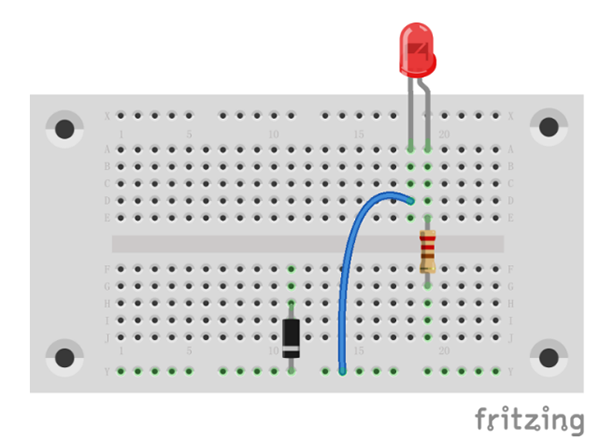 X X
1 5 10 15 20
A A
B B
C C
D D
E E
F F
G G
H H
I I
J J
1 5 10 15 20
Y Y
fritzing